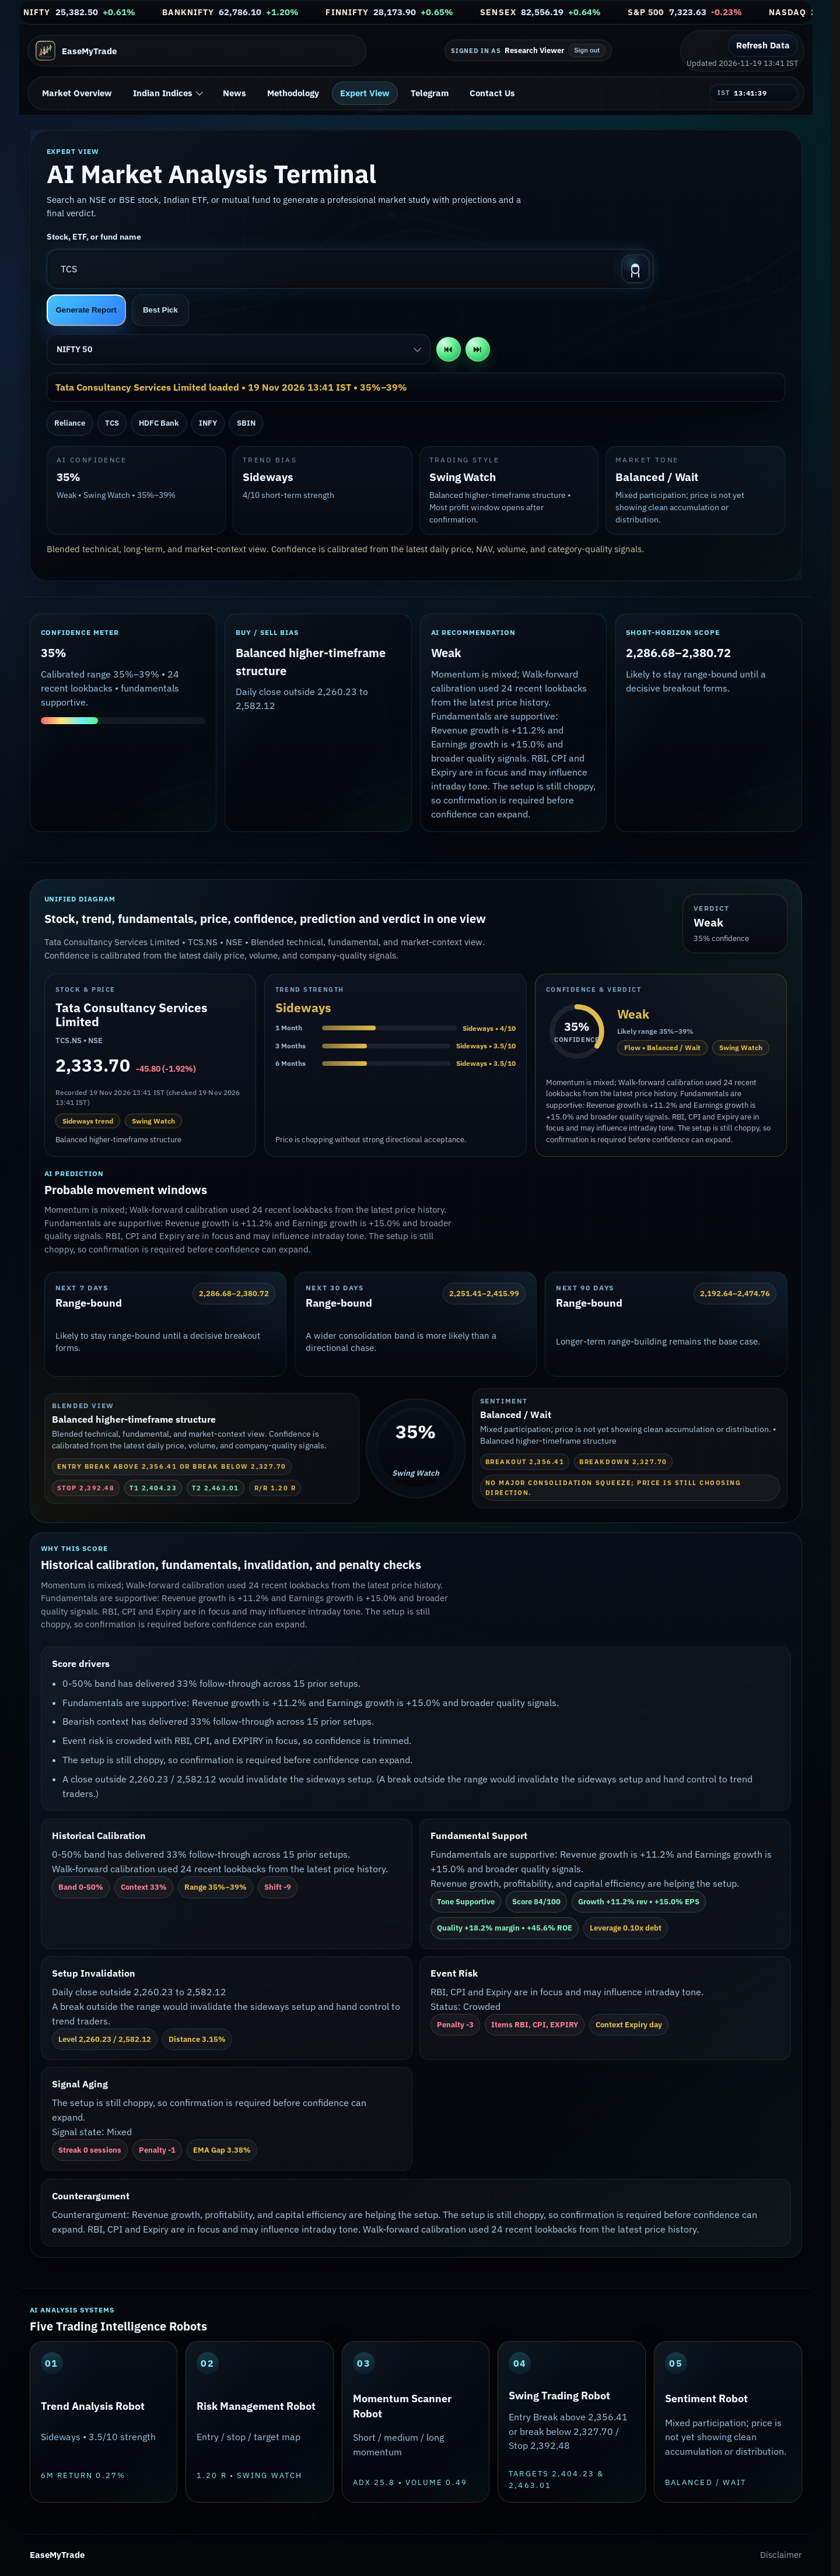 NIFTY 25,382.50 +0.61% BANKNIFTY 62,786.10 +1.20% FINNIFTY 28,173.90 +0.65% SENSEX 82,556.19 +0.64% S&P 500 7,323.63 -0.23% NASDAQ
EaseMyTrade
SIGNED IN AS Research Viewer Sign out
Refresh Data
Updated 2026-11-19 13:41 IST
Market Overview Indian Indices News Methodology Expert View Telegram Contact Us IST 13:41:39
EXPERT VIEW
AI Market Analysis Terminal
Search an NSE or BSE stock, Indian ETF, or mutual fund to generate a professional market study with projections and a
final verdict.
Stock, ETF, or fund name
TCS
Generate Report Best Pick
NIFTY 50
Tata Consultancy Services Limited loaded • 19 Nov 2026 13:41 IST • 35%–39%
Reliance TCS HDFC Bank INFY SBIN
AI CONFIDENCE
35%
Weak • Swing Watch • 35%–39%
TREND BIAS
Sideways
4/10 short-term strength
TRADING STYLE
Swing Watch
Balanced higher-timeframe structure •
Most profit window opens after
confirmation.
MARKET TONE
Balanced / Wait
Mixed participation; price is not yet
showing clean accumulation or
distribution.
Blended technical, long-term, and market-context view. Confidence is calibrated from the latest daily price, NAV, volume, and category-quality signals.
CONFIDENCE METER
35%
Calibrated range 35%–39% • 24
recent lookbacks • fundamentals
supportive.
BUY / SELL BIAS
Balanced higher-timeframe
structure
Daily close outside 2,260.23 to
2,582.12
AI RECOMMENDATION
Weak
Momentum is mixed; Walk-forward
calibration used 24 recent lookbacks
from the latest price history.
Fundamentals are supportive:
Revenue growth is +11.2% and
Earnings growth is +15.0% and
broader quality signals. RBI, CPI and
Expiry are in focus and may influence
intraday tone. The setup is still choppy,
so confirmation is required before
confidence can expand.
SHORT-HORIZON SCOPE
2,286.68–2,380.72
Likely to stay range-bound until a
decisive breakout forms.
UNIFIED DIAGRAM
Stock, trend, fundamentals, price, confidence, prediction and verdict in one view
Tata Consultancy Services Limited • TCS.NS • NSE • Blended technical, fundamental, and market-context view.
Confidence is calibrated from the latest daily price, volume, and company-quality signals.
VERDICT
Weak
35% confidence
STOCK & PRICE
Tata Consultancy Services
Limited
TCS.NS • NSE
2,333.70 -45.80 (-1.92%)
Recorded 19 Nov 2026 13:41 IST (checked 19 Nov 2026
13:41 IST)
Sideways trend Swing Watch
Balanced higher-timeframe structure
TREND STRENGTH
Sideways
1 Month Sideways • 4/10
3 Months Sideways • 3.5/10
6 Months Sideways • 3.5/10
Price is chopping without strong directional acceptance.
CONFIDENCE & VERDICT
35%
CONFIDENCE
Weak
Likely range 35%–39%
Flow • Balanced / Wait Swing Watch
Momentum is mixed; Walk-forward calibration used 24 recent
lookbacks from the latest price history. Fundamentals are
supportive: Revenue growth is +11.2% and Earnings growth is
+15.0% and broader quality signals. RBI, CPI and Expiry are in
focus and may influence intraday tone. The setup is still choppy, so
confirmation is required before confidence can expand.
AI PREDICTION
Probable movement windows
Momentum is mixed; Walk-forward calibration used 24 recent lookbacks from the latest price history.
Fundamentals are supportive: Revenue growth is +11.2% and Earnings growth is +15.0% and broader
quality signals. RBI, CPI and Expiry are in focus and may influence intraday tone. The setup is still
choppy, so confirmation is required before confidence can expand.
NEXT 7 DAYS
Range-bound
2,286.68–2,380.72
Likely to stay range-bound until a decisive breakout
forms.
NEXT 30 DAYS
Range-bound
2,251.41–2,415.99
A wider consolidation band is more likely than a
directional chase.
NEXT 90 DAYS
Range-bound
2,192.64–2,474.76
Longer-term range-building remains the base case.
BLENDED VIEW
Balanced higher-timeframe structure
Blended technical, fundamental, and market-context view. Confidence is
calibrated from the latest daily price, volume, and company-quality signals.
ENTRY BREAK ABOVE 2,356.41 OR BREAK BELOW 2,327.70
STOP 2,392.48 T1 2,404.23 T2 2,463.01 R/R 1.20 R
35%
Swing Watch
SENTIMENT
Balanced / Wait
Mixed participation; price is not yet showing clean accumulation or distribution. •
Balanced higher-timeframe structure
BREAKOUT 2,356.41 BREAKDOWN 2,327.70
NO MAJOR CONSOLIDATION SQUEEZE; PRICE IS STILL CHOOSING
DIRECTION.
WHY THIS SCORE
Historical calibration, fundamentals, invalidation, and penalty checks
Momentum is mixed; Walk-forward calibration used 24 recent lookbacks from the latest price history.
Fundamentals are supportive: Revenue growth is +11.2% and Earnings growth is +15.0% and broader
quality signals. RBI, CPI and Expiry are in focus and may influence intraday tone. The setup is still
choppy, so confirmation is required before confidence can expand.
Score drivers
• 0-50% band has delivered 33% follow-through across 15 prior setups.
• Fundamentals are supportive: Revenue growth is +11.2% and Earnings growth is +15.0% and broader quality signals.
• Bearish context has delivered 33% follow-through across 15 prior setups.
• Event risk is crowded with RBI, CPI, and EXPIRY in focus, so confidence is trimmed.
• The setup is still choppy, so confirmation is required before confidence can expand.
• A close outside 2,260.23 / 2,582.12 would invalidate the sideways setup. (A break outside the range would invalidate the sideways setup and hand control to trend
traders.)
Historical Calibration
0-50% band has delivered 33% follow-through across 15 prior setups.
Walk-forward calibration used 24 recent lookbacks from the latest price history.
Band 0-50% Context 33% Range 35%–39% Shift -9
Fundamental Support
Fundamentals are supportive: Revenue growth is +11.2% and Earnings growth is
+15.0% and broader quality signals.
Revenue growth, profitability, and capital efficiency are helping the setup.
Tone Supportive Score 84/100 Growth +11.2% rev • +15.0% EPS
Quality +18.2% margin • +45.6% ROE Leverage 0.10x debt
Setup Invalidation
Daily close outside 2,260.23 to 2,582.12
A break outside the range would invalidate the sideways setup and hand control to
trend traders.
Level 2,260.23 / 2,582.12 Distance 3.15%
Event Risk
RBI, CPI and Expiry are in focus and may influence intraday tone.
Status: Crowded
Penalty -3 Items RBI, CPI, EXPIRY Context Expiry day
Signal Aging
The setup is still choppy, so confirmation is required before confidence can
expand.
Signal state: Mixed
Streak 0 sessions Penalty -1 EMA Gap 3.38%
Counterargument
Counterargument: Revenue growth, profitability, and capital efficiency are helping the setup. The setup is still choppy, so confirmation is required before confidence can
expand. RBI, CPI and Expiry are in focus and may influence intraday tone. Walk-forward calibration used 24 recent lookbacks from the latest price history.
AI ANALYSIS SYSTEMS
Five Trading Intelligence Robots
01
Trend Analysis Robot
Sideways • 3.5/10 strength
6M RETURN 0.27%
02
Risk Management Robot
Entry / stop / target map
1.20 R • SWING WATCH
03
Momentum Scanner
Robot
Short / medium / long
momentum
ADX 25.8 • VOLUME 0.49
04
Swing Trading Robot
Entry Break above 2,356.41
or break below 2,327.70 /
Stop 2,392.48
TARGETS 2,404.23 &
2,463.01
05
Sentiment Robot
Mixed participation; price is
not yet showing clean
accumulation or distribution.
BALANCED / WAIT
EaseMyTrade
Disclaimer